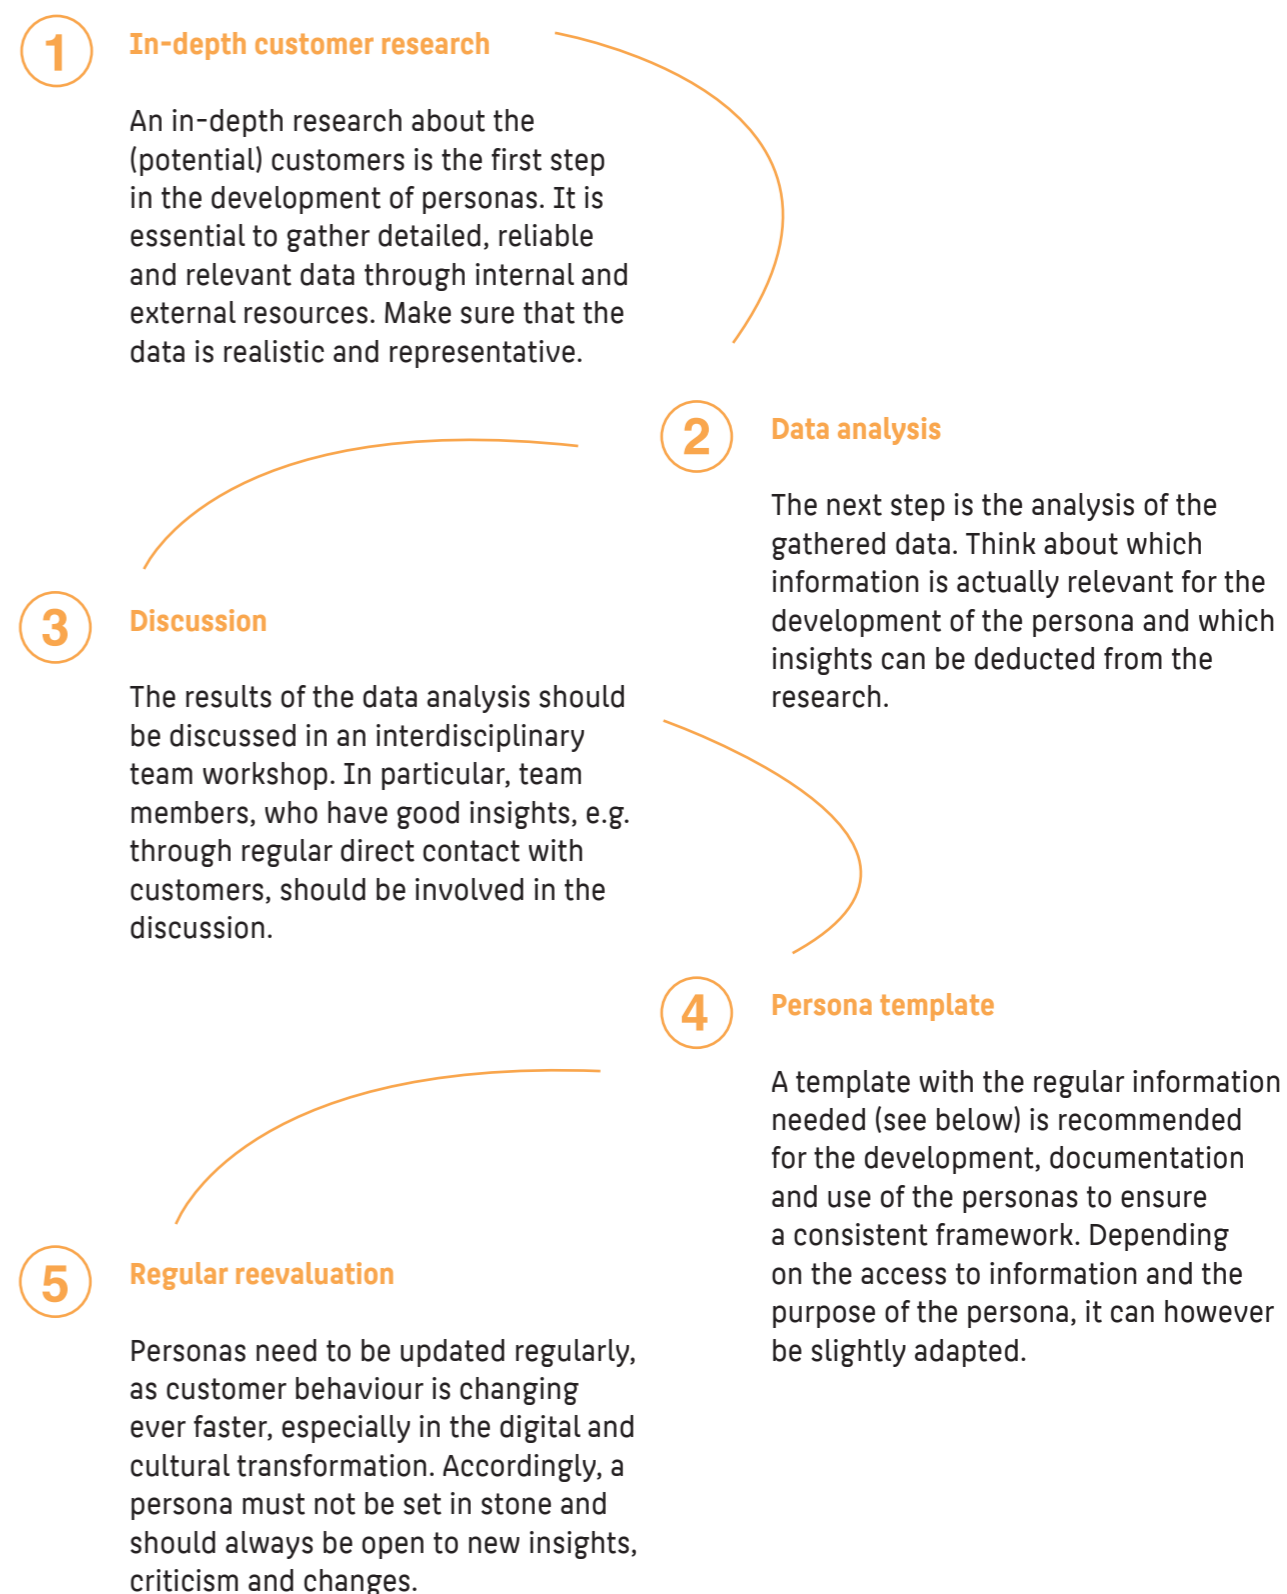 1
In-depth customer research
An in-depth research about the
(potential) customers is the first step
in the development of personas. It is
essential to gather detailed, reliable
and relevant data through internal and
external resources. Make sure that the
data is realistic and representative.
2
Data analysis
The next step is the analysis of the
gathered data. Think about which
information is actually relevant for the
development of the persona and which
insights can be deducted from the
research.
3
Discussion
The results of the data analysis should
be discussed in an interdisciplinary
team workshop. In particular, team
members, who have good insights, e.g.
through regular direct contact with
customers, should be involved in the
discussion.
4
Persona template
A template with the regular information
needed (see below) is recommended
for the development, documentation
and use of the personas to ensure
a consistent framework. Depending
on the access to information and the
purpose of the persona, it can however
be slightly adapted.
5
Regular reevaluation
Personas need to be updated regularly,
as customer behaviour is changing
ever faster, especially in the digital and
cultural transformation. Accordingly, a
persona must not be set in stone and
should always be open to new insights,
criticism and changes.